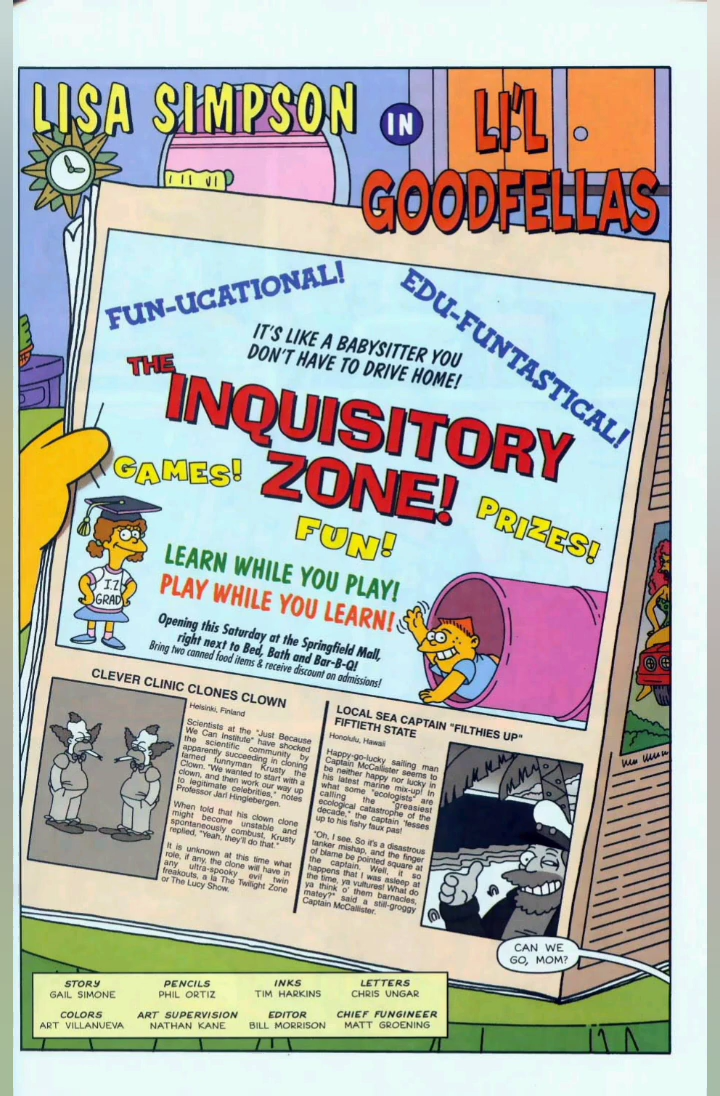 LISA SIMPSON IN LI'L
GOODFELLAS
FUN-UCATIONAL!
EDU-FUNTASTICAL!
IT'S LIKE A BABYSITTER YOU
DON'T HAVE TO DRIVE HOME!
THE
INQUISITORY
ZONE!
GAMES!
FUN!
PRIZES!
I.Z.
GRAD
LEARN WHILE YOU PLAY!
PLAY WHILE YOU LEARN!
Opening this Saturday at the Springfield Mall,
right next to Bed, Bath and Bar-B-Q!
Bring two canned food items & receive discount on admissions!
CLEVER CLINIC CLONES CLOWN
Helsinki, Finland
Scientists at the "Just Because
We Can Institute" have shocked
the scientific community by
apparently succeeding in cloning
famed funnyman Krusty the
Clown. "We wanted to start with a
clown, and then work our way up
to legitimate celebrities," notes
Professor Jarl Hinglebergen.
When told that his clown clone
might become unstable and
spontaneously combust, Krusty
replied, "Yeah, they'll do that."
It is unknown at this time what
role, if any, the clone will have in
any ultra-spooky evil twin
freakouts, a la The Twilight Zone
or The Lucy Show.
LOCAL SEA CAPTAIN "FILTHIES UP"
FIFTIETH STATE
Honolulu, Hawaii
Happy-go-lucky sailing man
Captain McCallister seems to
be neither happy nor lucky in
his latest marine mix-up! In
what some "ecologists" are
calling the "greatest
ecological catastrophe of the
decade," the captain 'fesses
up to his fishy faux pas!
"Oh, I see. So it's a disastrous
tanker mishap, and the finger
of blame be pointed square at
the captain. Well, it so
happens that I was asleep at
the time, ya vultures! What do
ya think o' them barnacles,
matey?" said a still-groggy
Captain McCallister.
CAN WE
GO, MOM?
STORY
GAIL SIMONE
PENCILS
PHIL ORTIZ
INKS
TIM HARKINS
LETTERS
CHRIS UNGAR
COLORS
ART VILLANUEVA
ART SUPERVISION
NATHAN KANE
EDITOR
BILL MORRISON
CHIEF FUNGINEER
MATT GROENING